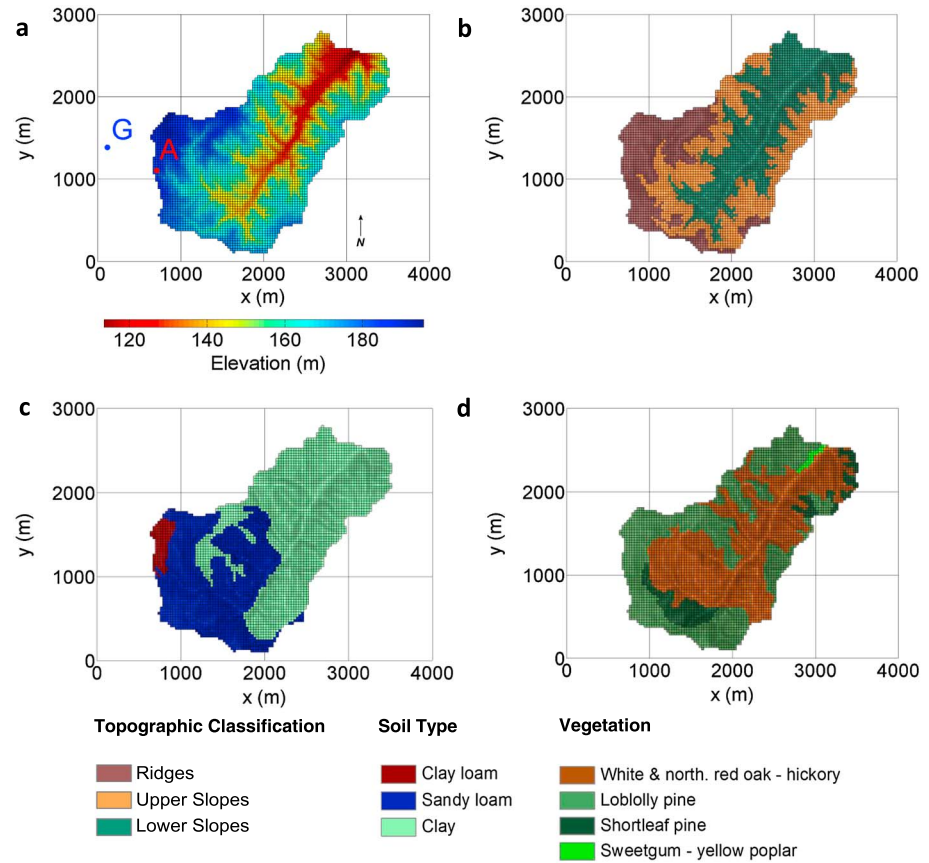 a
3000
2000
1000
0
y (m)
G
A
N
1000
2000
3000
4000
x (m)
120
140
160
180
Elevation (m)
b
3000
2000
1000
0
y (m)
0
1000
2000
3000
4000
x (m)
c
3000
2000
1000
0
y (m)
1000
2000
3000
4000
x (m)
d
3000
2000
1000
0
y (m)
0
1000
2000
3000
4000
x (m)
Topographic Classification
Ridges
Upper Slopes
Lower Slopes
Soil Type
Clay loam
Sandy loam
Clay
Vegetation
White & north. red oak - hickory
Loblolly pine
Shortleaf pine
Sweetgum - yellow poplar